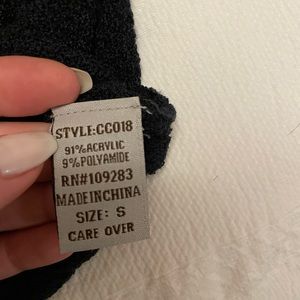 STYLE:CC018
91%ACRYLIC
9%POLYAMIDE
RN#109283
MADEINCHINA
SIZE: S
CARE OVER